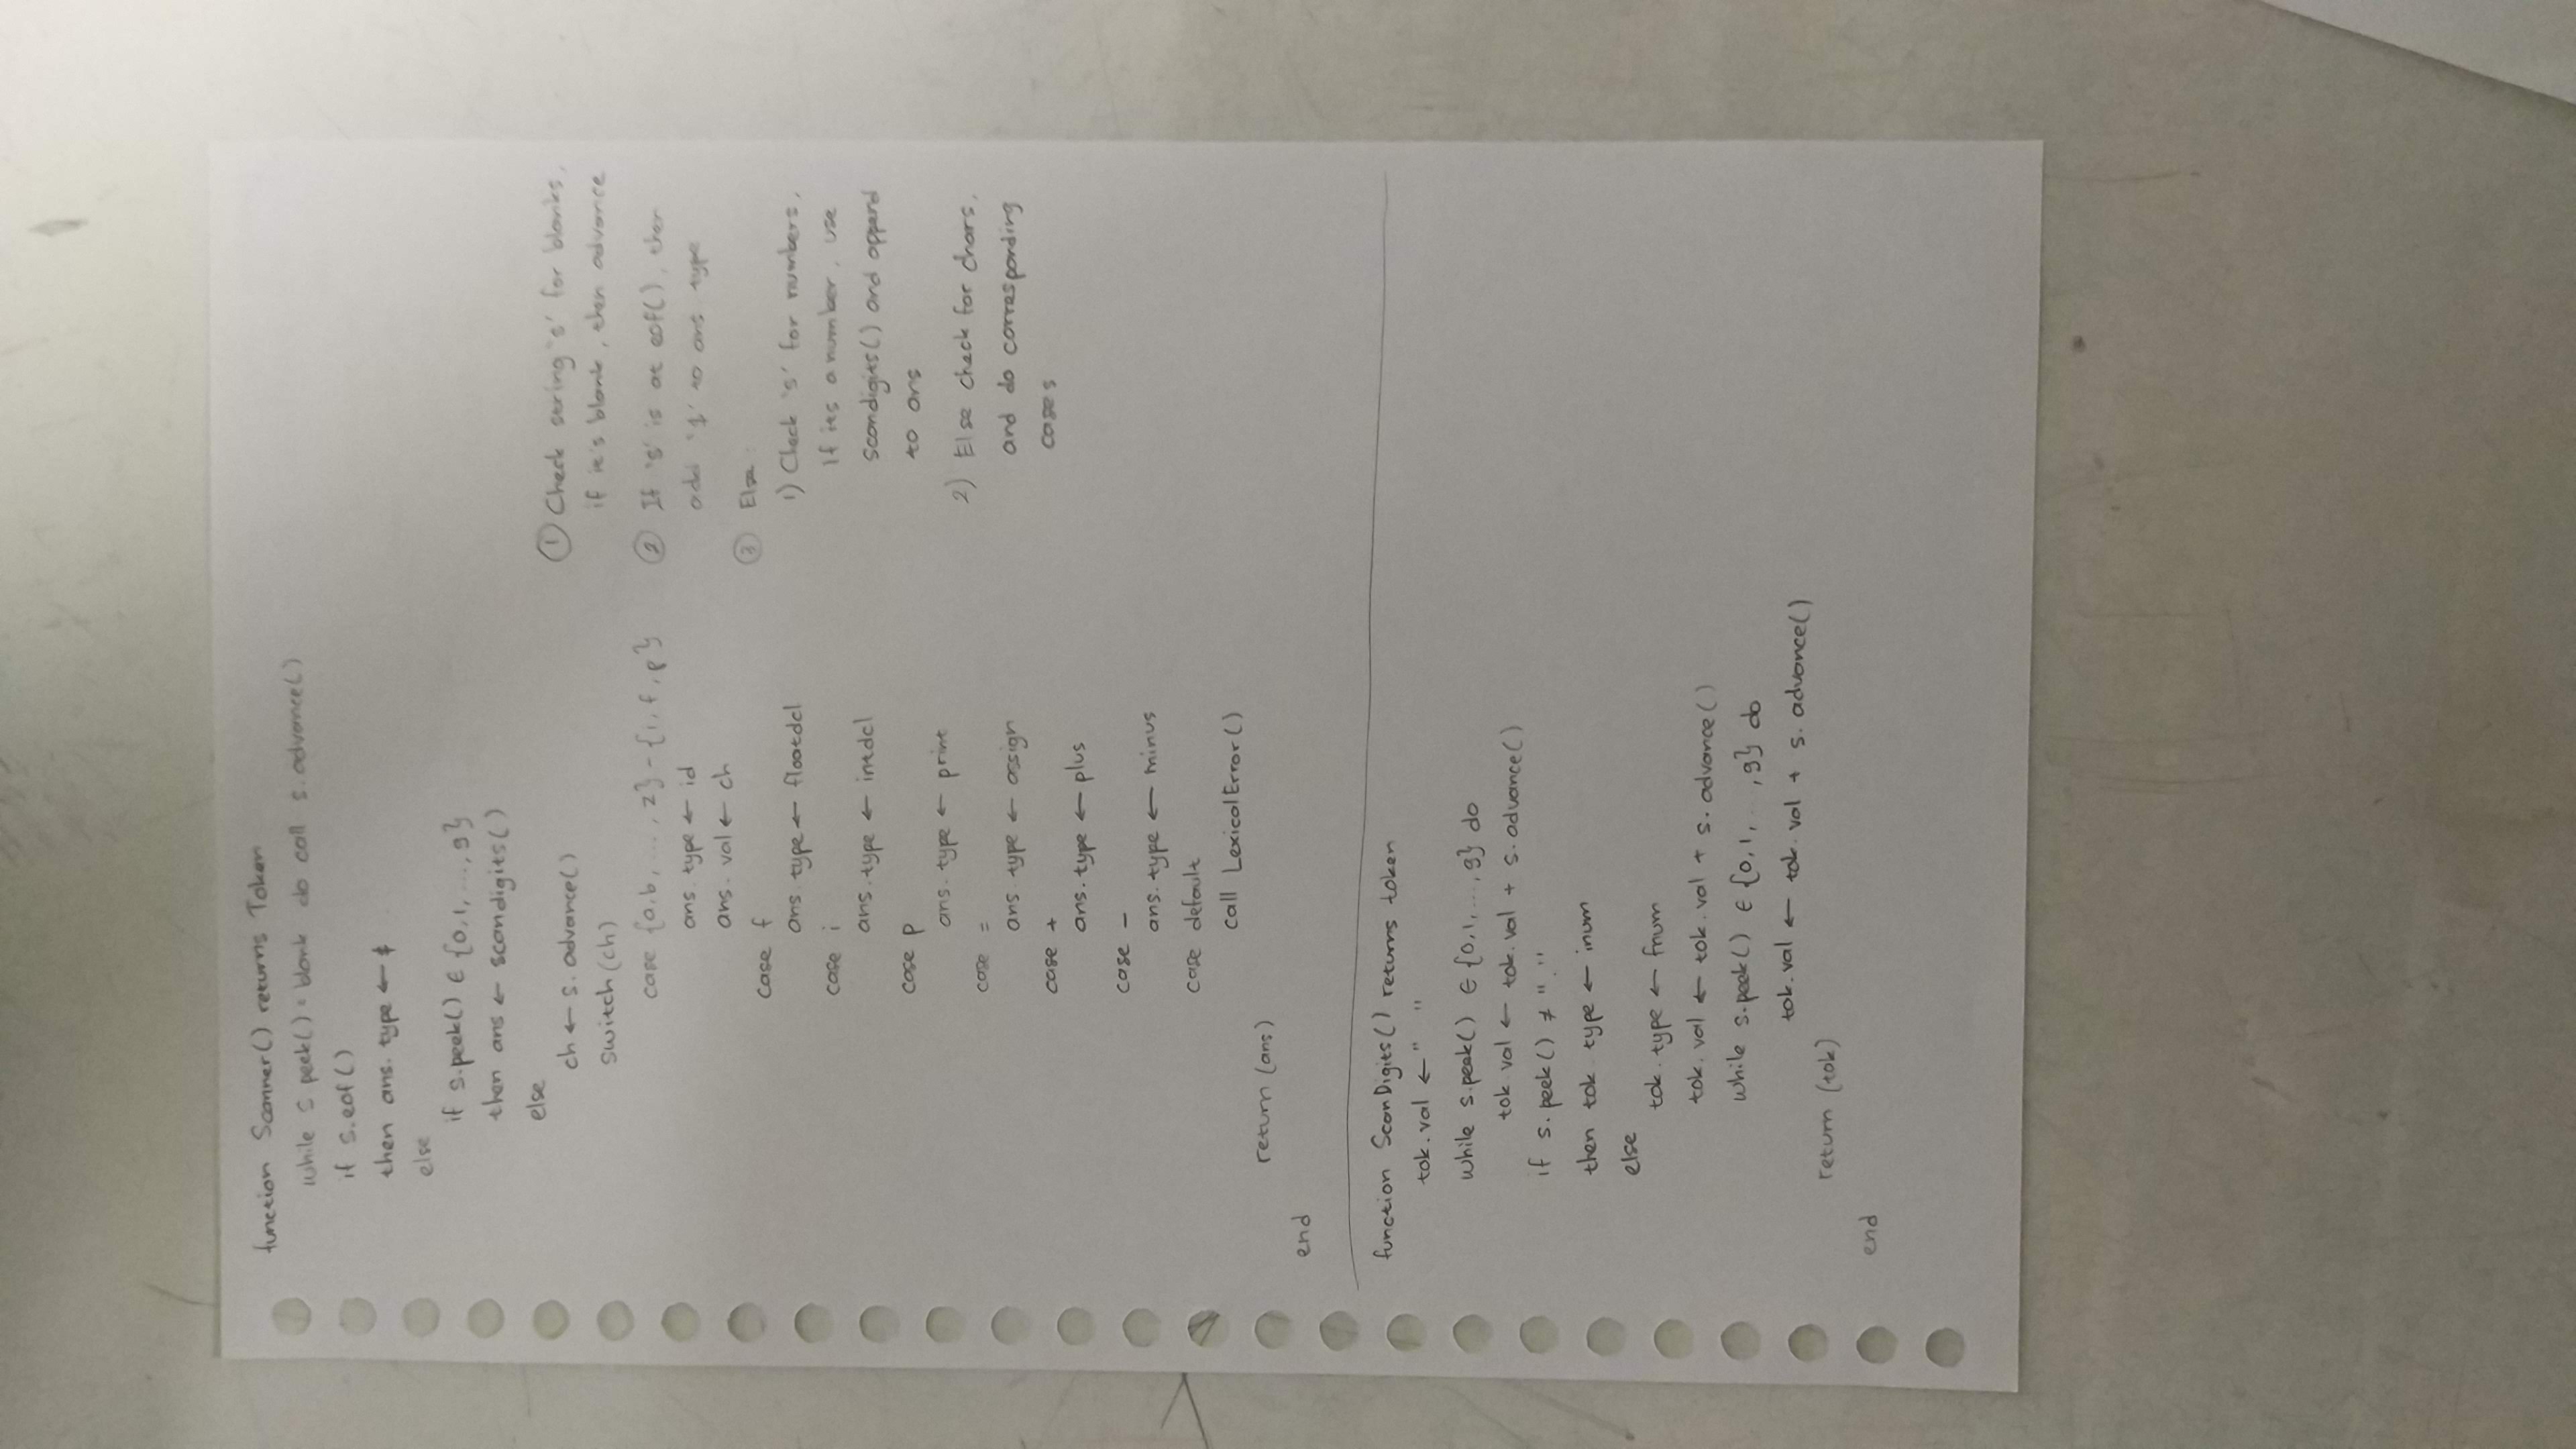 function Scanner() returns Token
while s.peek() = blank do call s.advance()
if s.eof()
then ans.type ← $
else
if s.peek() ∈ {0,1,...,9}
then ans ← scandigits()
else
ch ← s.advance()
switch(ch)
case {a,b,...,z} - {i,f,p}
ans.type ← id
ans.val ← ch
case f
ans.type ← floatdcl
case i
ans.type ← intdcl
case p
ans.type ← print
case =
ans.type ← assign
case +
ans.type ← plus
case -
ans.type ← minus
case default
call LexicalError()
return (ans)
end
① Check string 's' for blanks,
if it's blank, then advance
② If 's' is at eof(), then
add '$' to ans. type
③ Else:
1) Check 's' for numbers,
If its a number, use
scandigits() and append
to ans
2) Else check for chars,
and do corresponding
cases
function ScanDigits() returns token
tok.val ← " "
while s.peek() ∈ {0,1,...,9} do
tok.val ← tok.val + s.advance()
if s.peek() ≠ "."
then tok.type ← inum
else
tok.type ← fnum
tok.val ← tok.val + s.advance()
while s.peek() ∈ {0,1,...,9} do
tok.val ← tok.val + s.advance()
return (tok)
end